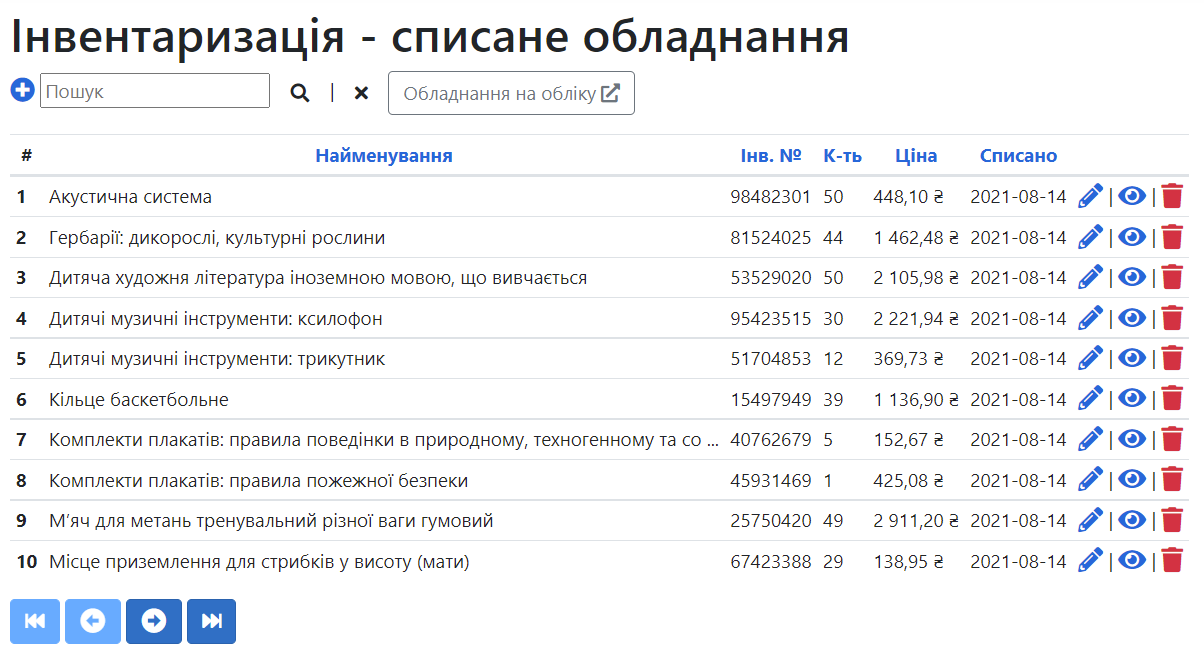 Інвентаризація - списане обладнання
Пошук | Обладнання на обліку
# Найменування Інв. № К-ть Ціна Списано
1 Акустична система 98482301 50 448,10 ₴ 2021-08-14 | |
2 Гербарії: дикорослі, культурні рослини 81524025 44 1 462,48 ₴ 2021-08-14 | |
3 Дитяча художня література іноземною мовою, що вивчається 53529020 50 2 105,98 ₴ 2021-08-14 | |
4 Дитячі музичні інструменти: ксилофон 95423515 30 2 221,94 ₴ 2021-08-14 | |
5 Дитячі музичні інструменти: трикутник 51704853 12 369,73 ₴ 2021-08-14 | |
6 Кільце баскетбольне 15497949 39 1 136,90 ₴ 2021-08-14 | |
7 Комплекти плакатів: правила поведінки в природному, техногенному та со ... 40762679 5 152,67 ₴ 2021-08-14 | |
8 Комплекти плакатів: правила пожежної безпеки 45931469 1 425,08 ₴ 2021-08-14 | |
9 М’яч для метань тренувальний різної ваги гумовий 25750420 49 2 911,20 ₴ 2021-08-14 | |
10 Місце приземлення для стрибків у висоту (мати) 67423388 29 138,95 ₴ 2021-08-14 | |